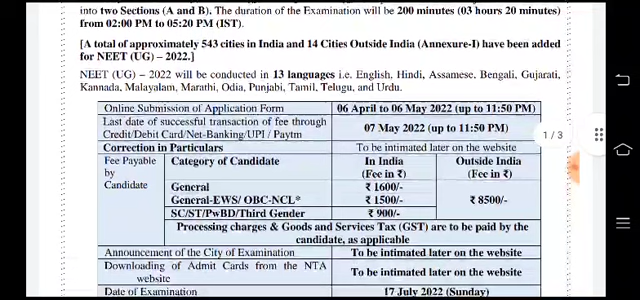 into two Sections (A and B). The duration of the Examination will be 200 minutes (03 hours 20 minutes)
from 02:00 PM to 05:20 PM (IST).
[A total of approximately 543 cities in India and 14 Cities Outside India (Annexure-I) have been added
for NEET (UG) – 2022.]
NEET (UG) – 2022 will be conducted in 13 languages i.e. English, Hindi, Assamese, Bengali, Gujarati,
Kannada, Malayalam, Marathi, Odia, Punjabi, Tamil, Telugu, and Urdu.
Online Submission of Application Form 06 April to 06 May 2022 (up to 11:50 PM)
Last date of successful transaction of fee through
Credit/Debit Card/Net-Banking/UPI / Paytm 07 May 2022 (up to 11:50 PM)
1/3
Correction in Particulars To be intimated later on the website
Fee Payable by Candidate
Category of Candidate In India (Fee in ₹) Outside India (Fee in ₹)
General ₹ 1600/-
General-EWS/ OBC-NCL* ₹ 1500/- ₹ 8500/-
SC/ST/PwBD/Third Gender ₹ 900/-
Processing charges & Goods and Services Tax (GST) are to be paid by the
candidate, as applicable
Announcement of the City of Examination To be intimated later on the website
Downloading of Admit Cards from the NTA
website To be intimated later on the website
Date of Examination 17 July 2022 (Sunday)